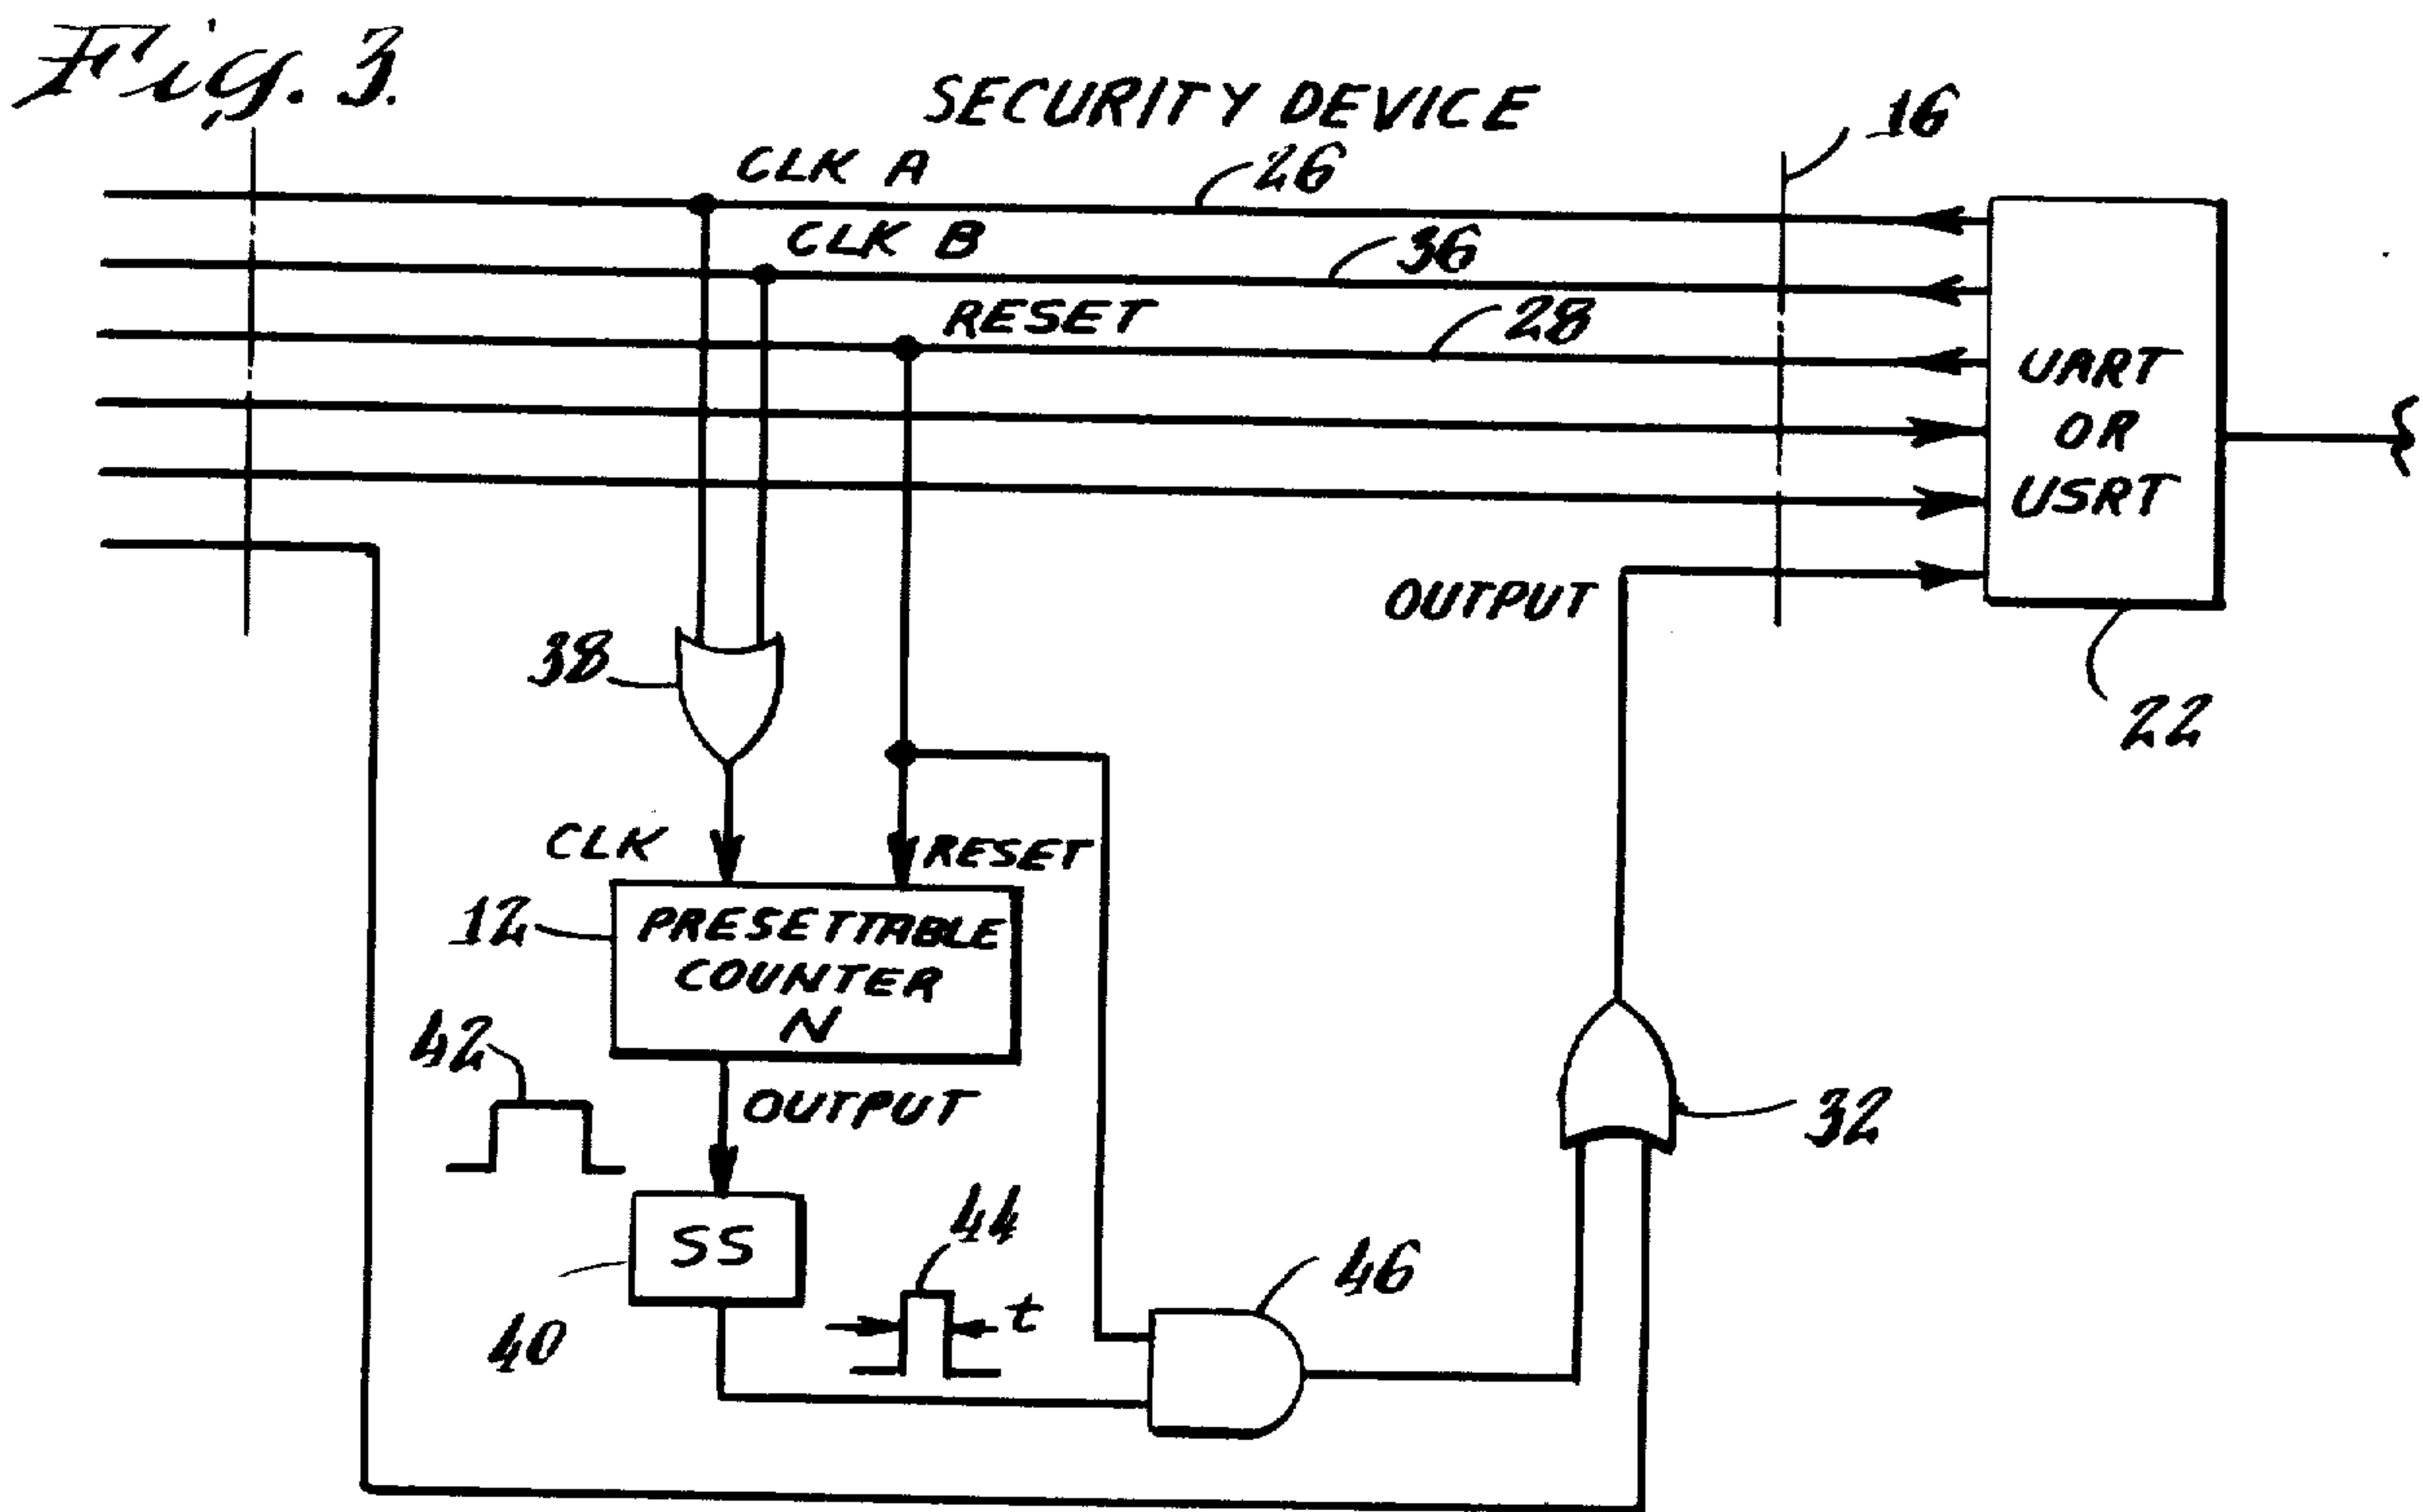 Fig. 3.
SECURITY DEVICE
16
CLK A
26
CLK B
36
RESET
28
UART
OR
USRT
OUTPUT
38
22
CLK
RESET
12
PRESETTABLE
COUNTER
N
42
OUTPUT
32
SS
44
46
t
40